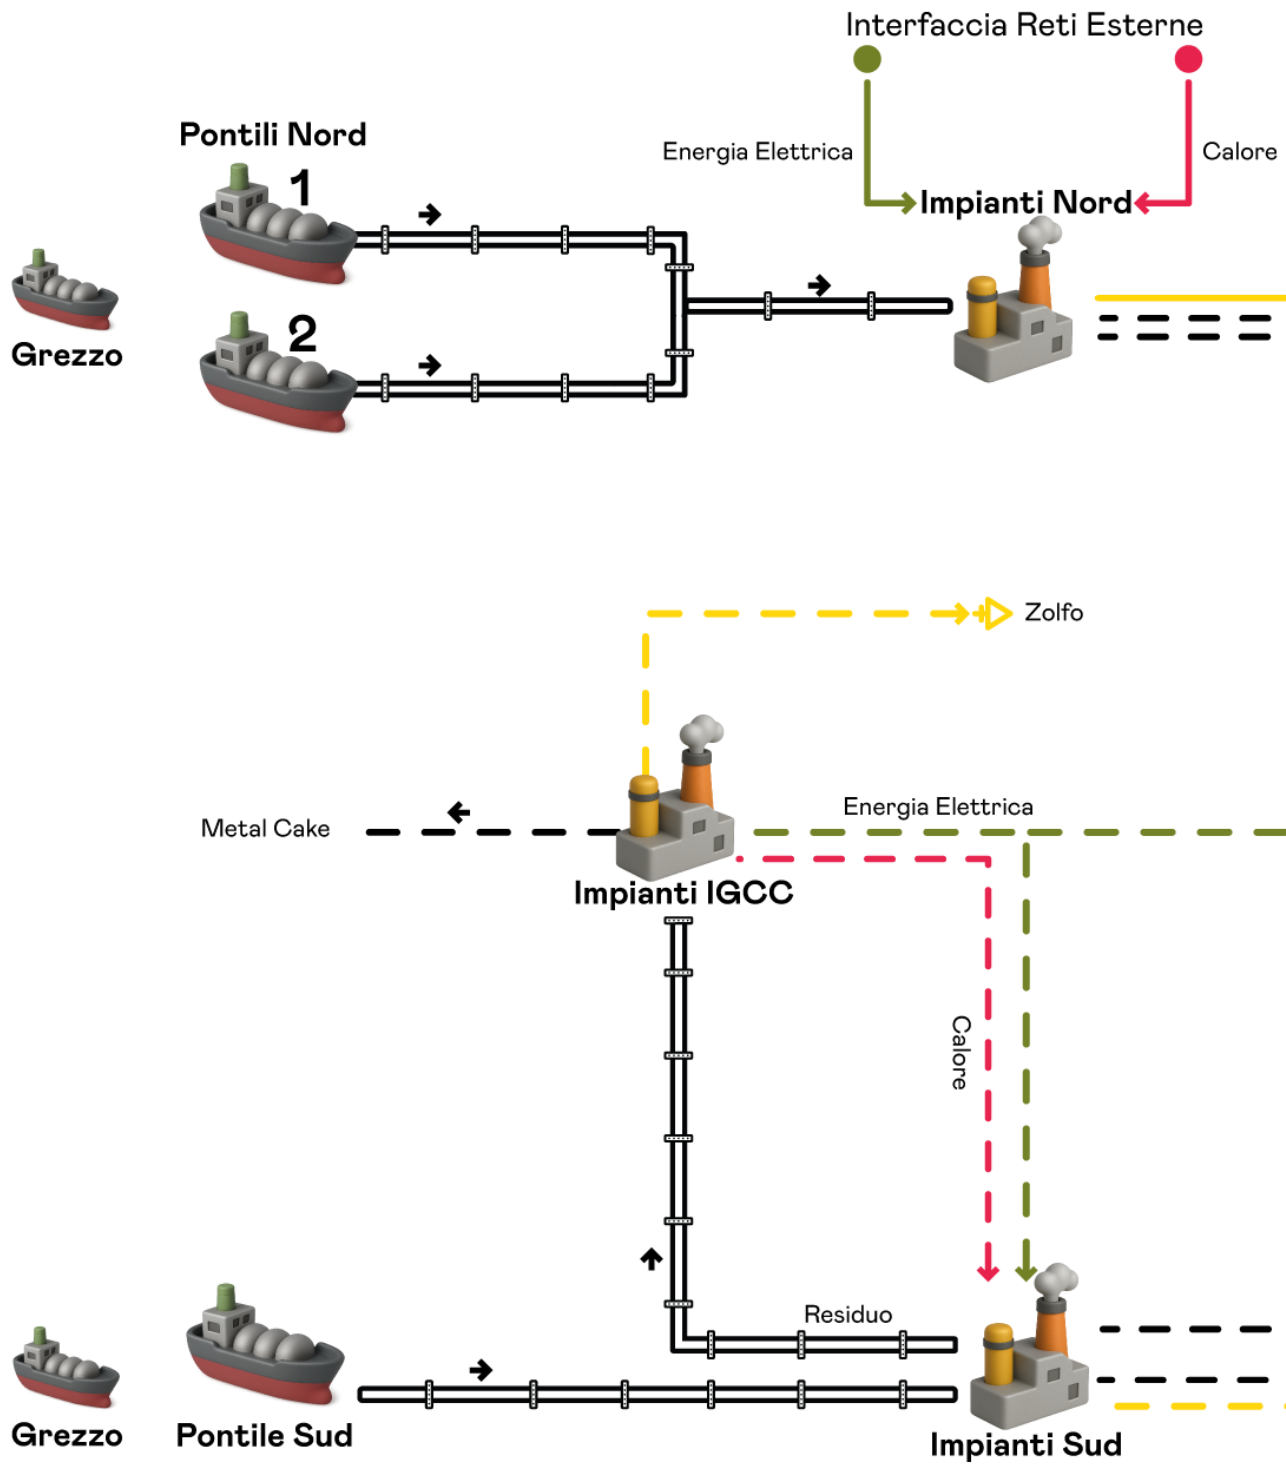 Interfaccia Reti Esterne
Pontili Nord
1
Energia Elettrica
Calore
Impianti Nord
2
Grezzo
Zolfo
Energia Elettrica
Metal Cake
Impianti IGCC
Calore
Residuo
Grezzo
Pontile Sud
Impianti Sud